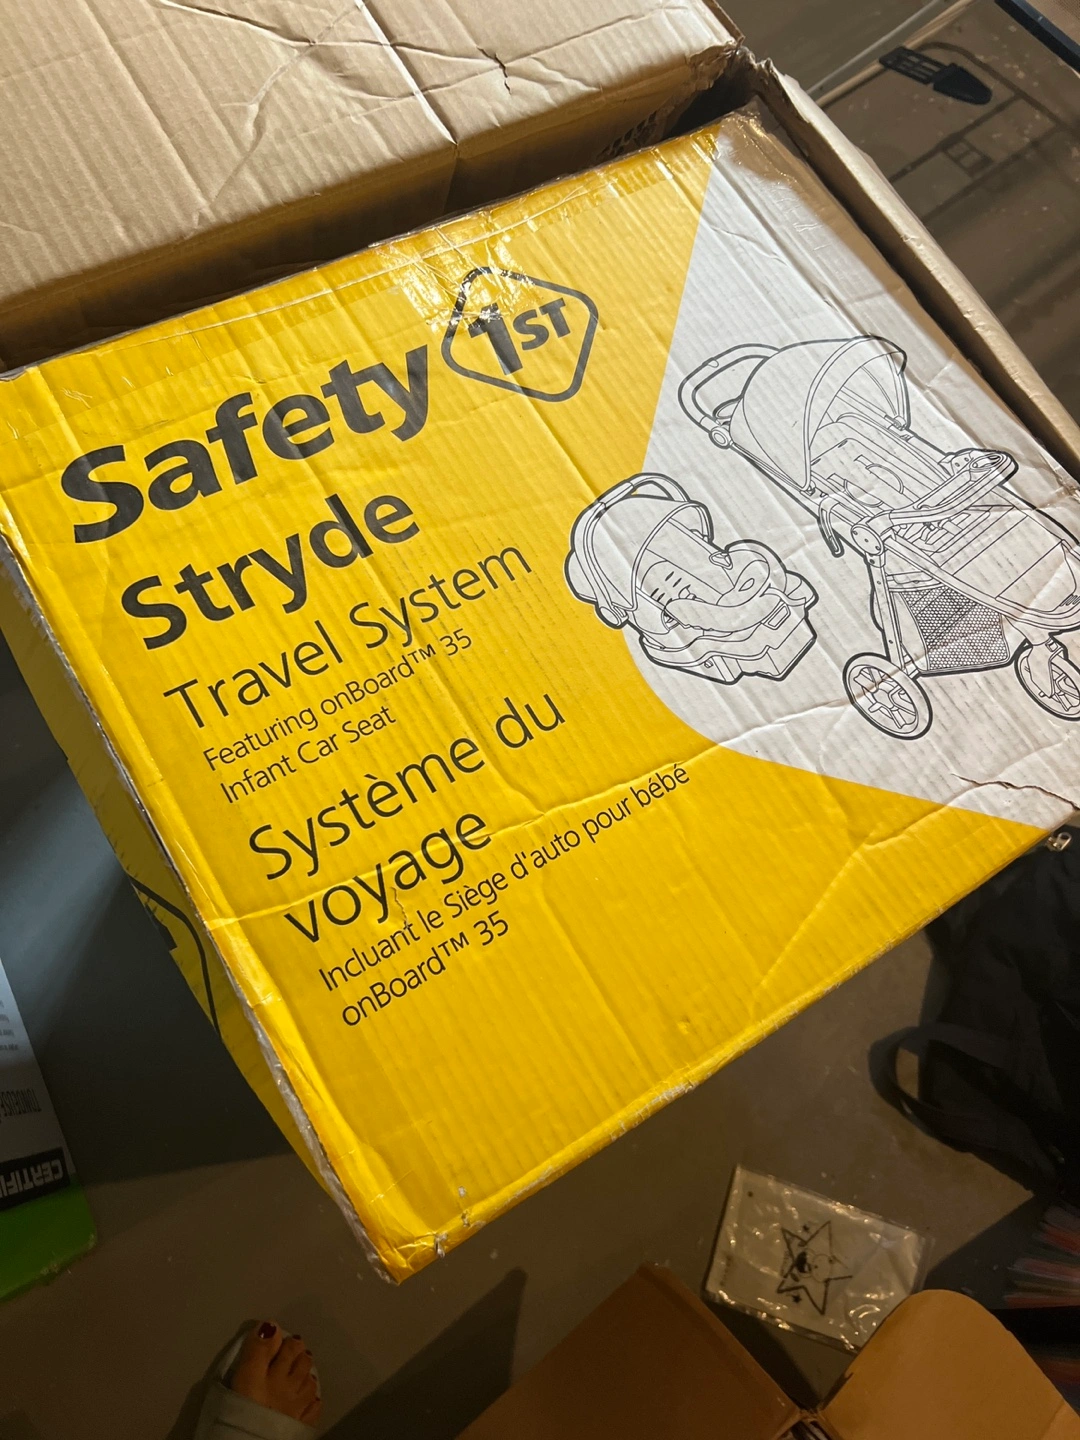 Safety 1ST
Stryde
Travel System
Featuring onBoard™ 35
Infant Car Seat
Système du
voyage
Incluant le Siège d'auto pour bébé
onBoard™ 35